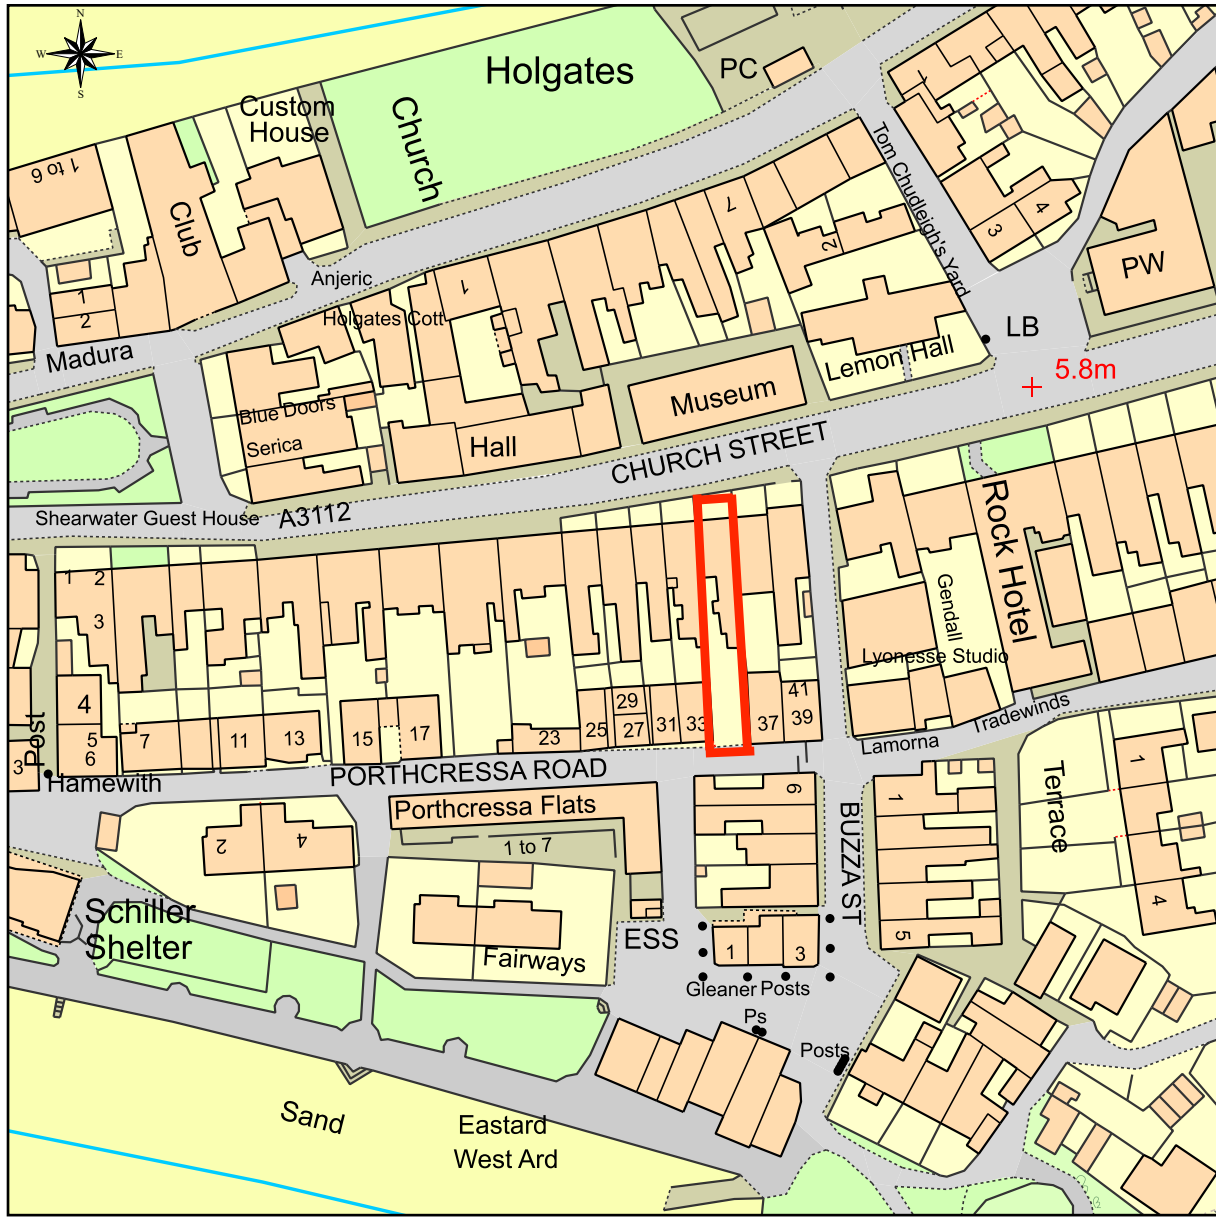 N
W E
S
Holgates
PC
Custom
House
Church
1 to 6
Club
Tom Chudleigh's Yard
7
4
3
2
PW
Anjeric
1
1
2
Holgates Cott
LB
Madura
Lemon Hall
5.8m
Museum
Blue Doors
Serica
Hall
CHURCH STREET
Shearwater Guest House
A3112
Rock Hotel
1
2
3
Gendall
Lyonesse Studio
4
5
6
7
11
13
15
17
23
25
29
27
31
33
37
41
39
Tradewinds
Lamorna
Post
3
Hamewith
PORTHCRESSA ROAD
Porthcressa Flats
6
BUZZA ST
1
Terrace
1
2
4
1 to 7
4
Schiller
Shelter
ESS
5
1
3
Fairways
Gleaner Posts
Ps
Posts
Sand
Eastard
West Ard